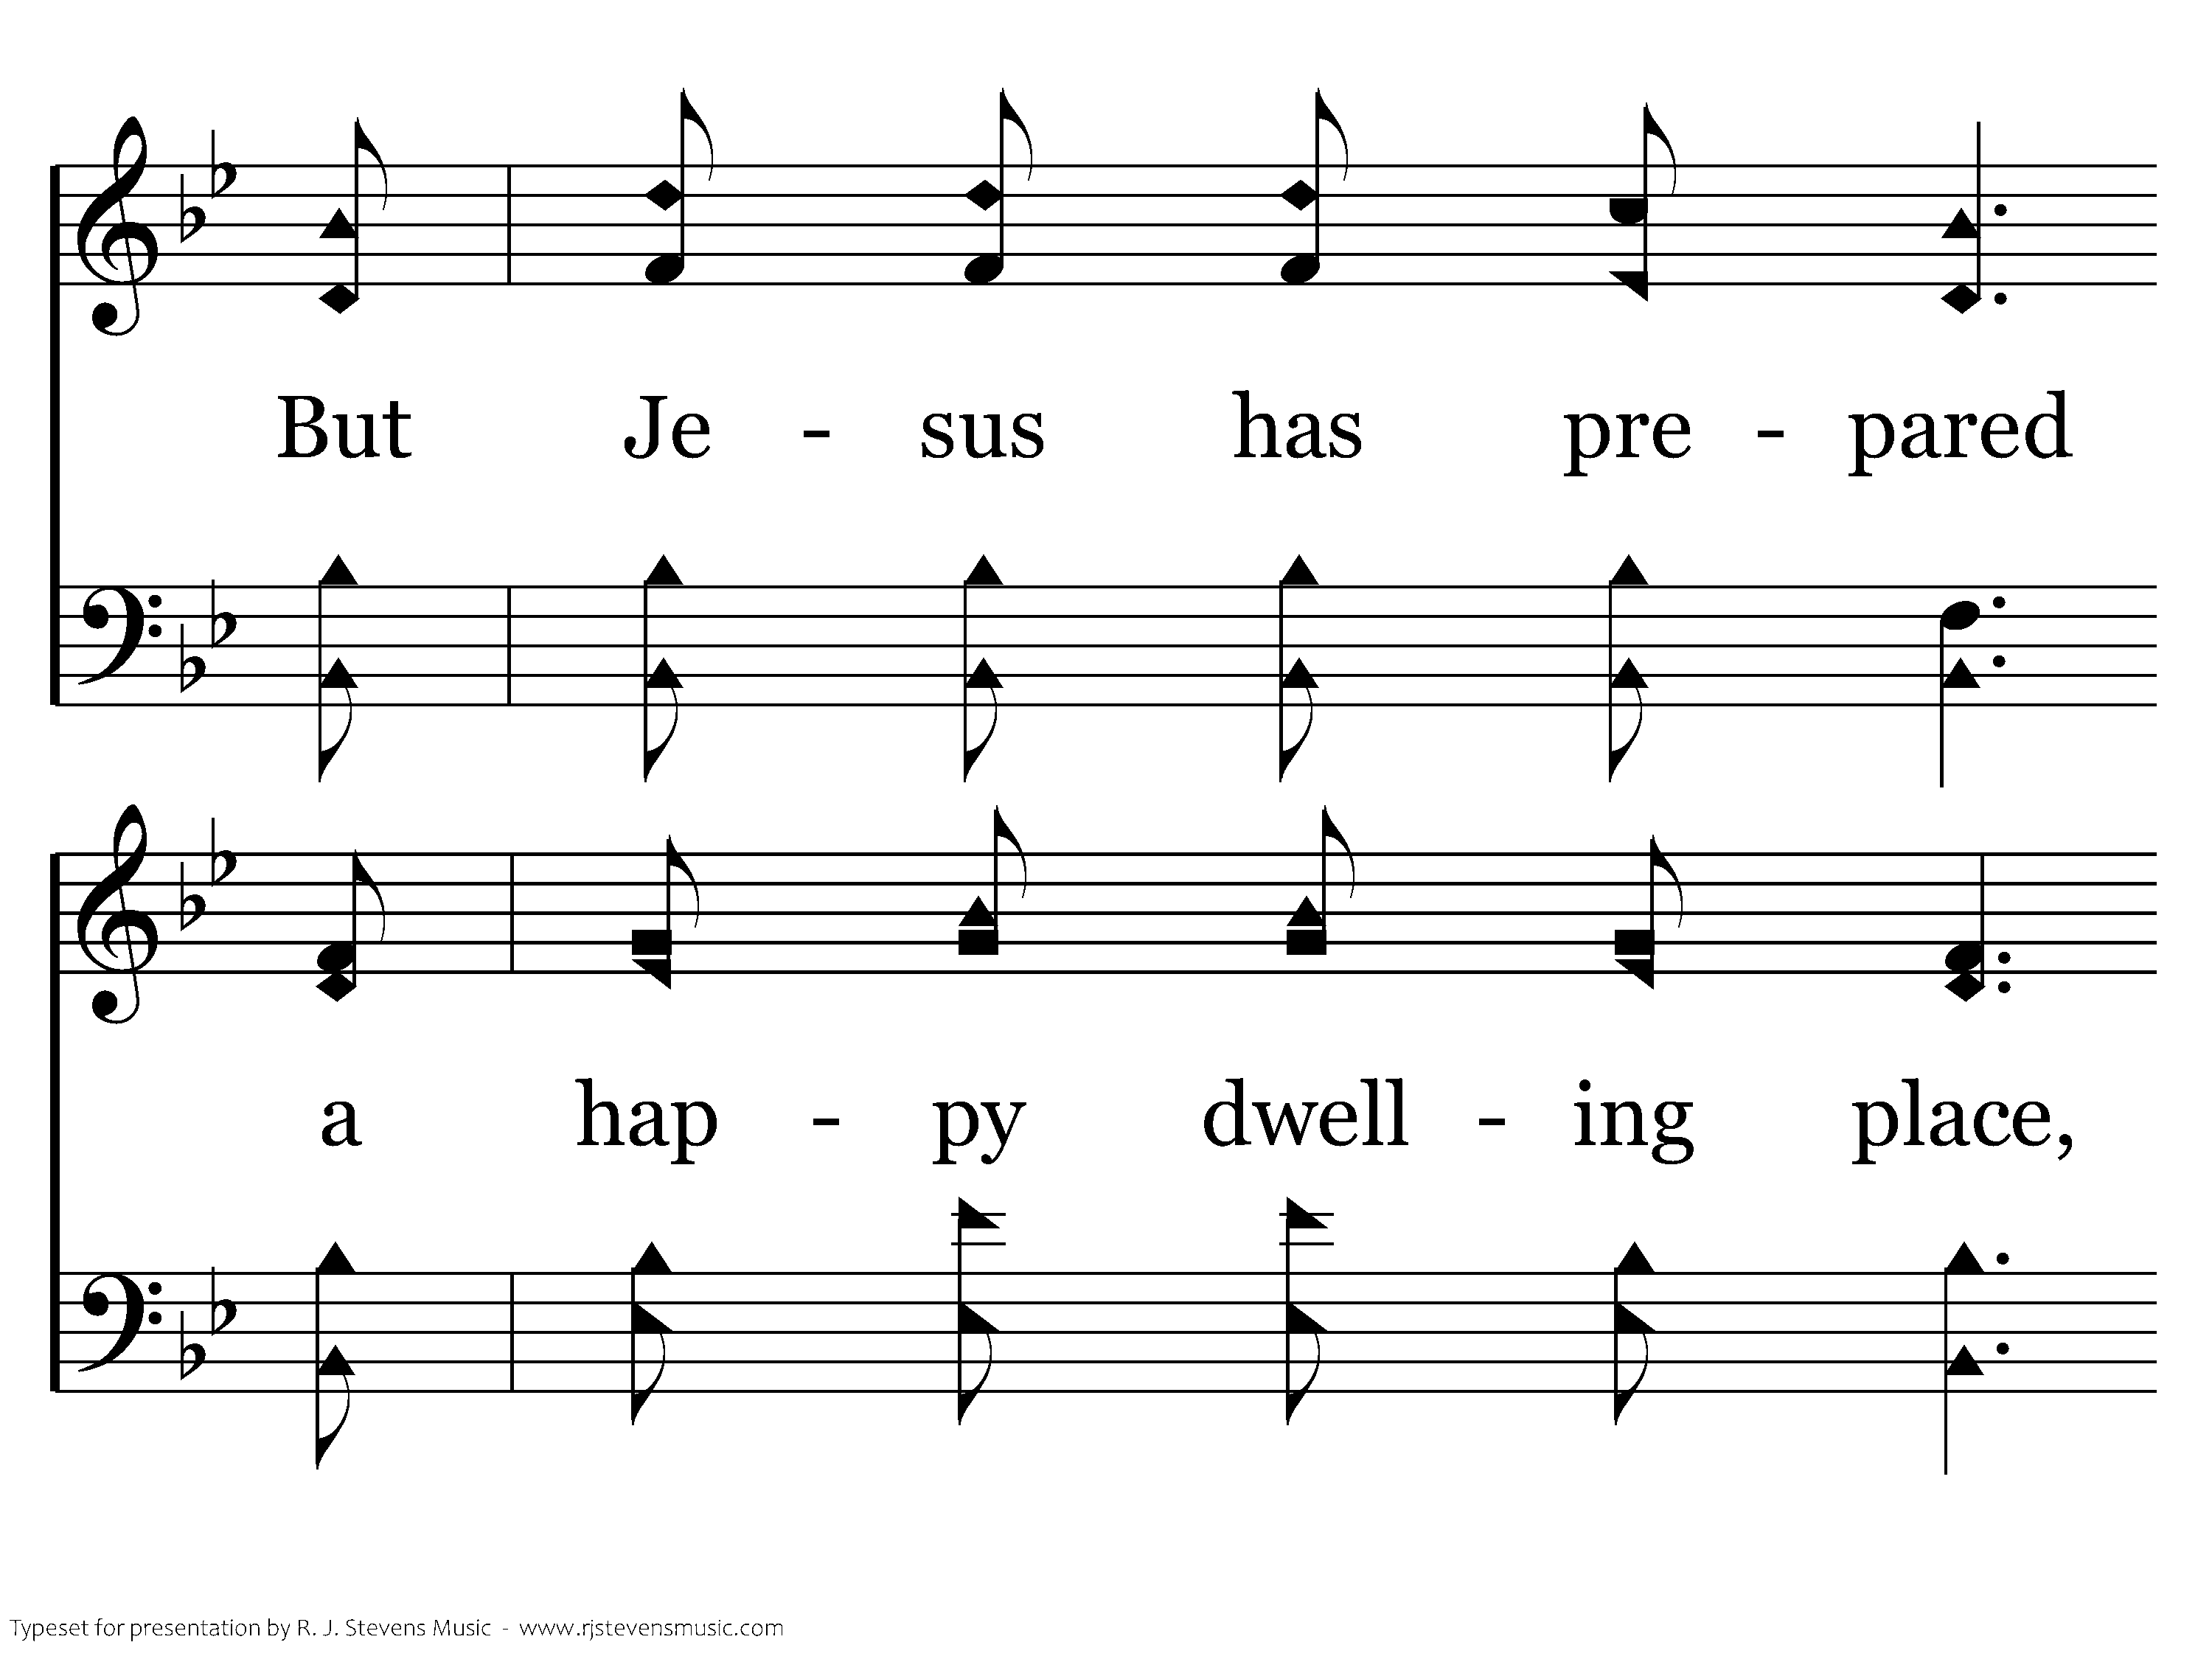 But Je - sus has pre - pared
a hap - py dwell - ing place,
Typeset for presentation by R. J. Stevens Music - www.rjstevensmusic.com